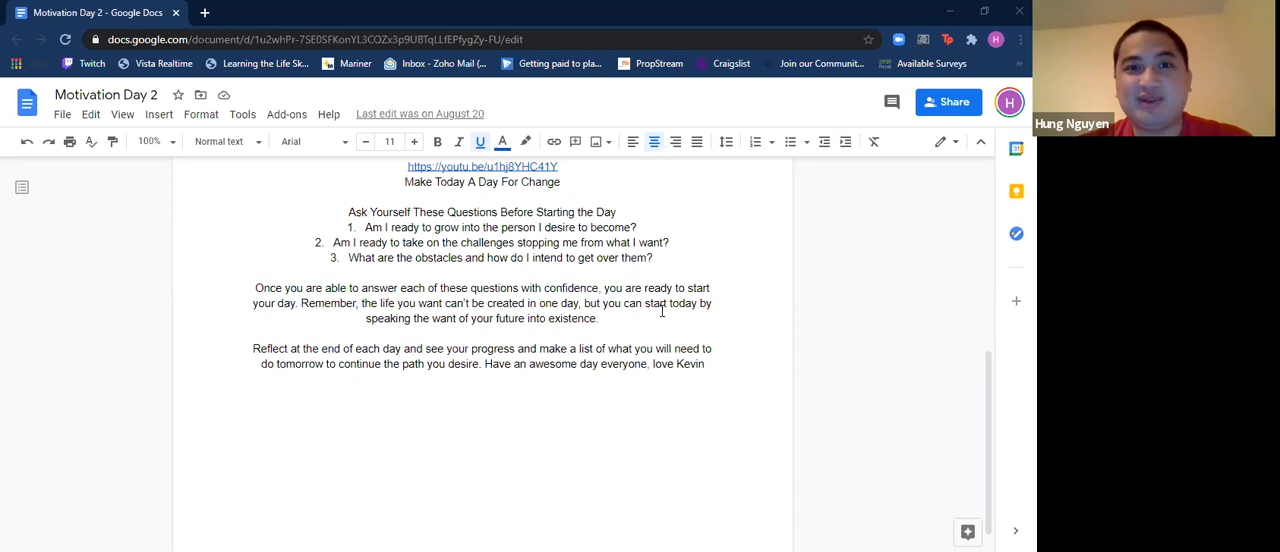 Motivation Day 2 - Google Docs
docs.google.com/document/d/1u2whPr-7SE0SFKonYL3COZx3p9UBTqLLfEPfygZy-FU/edit
Twitch Vista Realtime Learning the Life Sk... Mariner Inbox - Zoho Mail (... Getting paid to pla... PropStream Craigslist Join our Communit... Available Surveys »
Motivation Day 2
File Edit View Insert Format Tools Add-ons Help Last edit was on August 20
Share
H
100% Normal text Arial 11 B I U A
https://youtu.be/u1hj8YHC41Y
Make Today A Day For Change
Ask Yourself These Questions Before Starting the Day
1. Am I ready to grow into the person I desire to become?
2. Am I ready to take on the challenges stopping me from what I want?
3. What are the obstacles and how do I intend to get over them?
Once you are able to answer each of these questions with confidence, you are ready to start
your day. Remember, the life you want can't be created in one day, but you can start today by
speaking the want of your future into existence.
Reflect at the end of each day and see your progress and make a list of what you will need to
do tomorrow to continue the path you desire. Have an awesome day everyone, love Kevin
Hung Nguyen